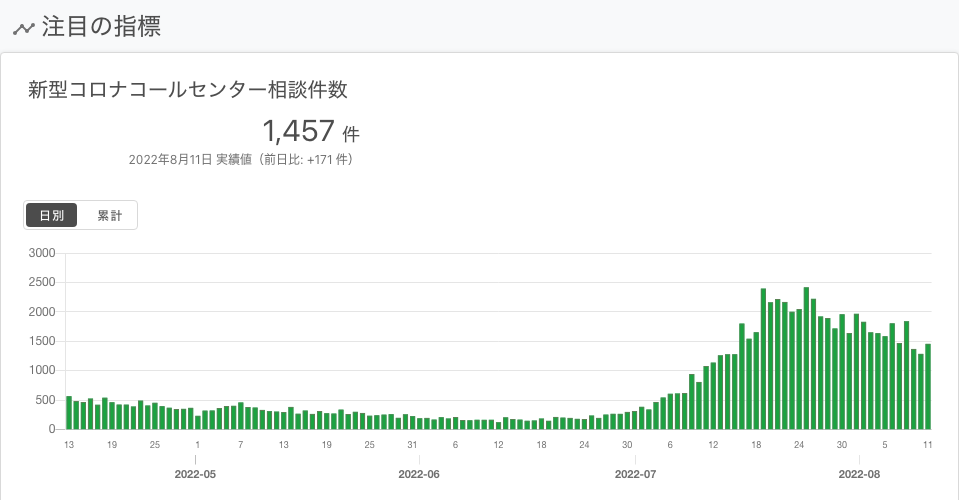 注目の指標
新型コロナコールセンター相談件数
1,457 件
2022年8月11日 実績値（前日比: +171 件）
日別 累計
3000
2500
2000
1500
1000
500
0
13 19 25 1 7 13 19 25 31 6 12 18 24 30 6 12 18 24 30 5 11
2022-05 2022-06 2022-07 2022-08